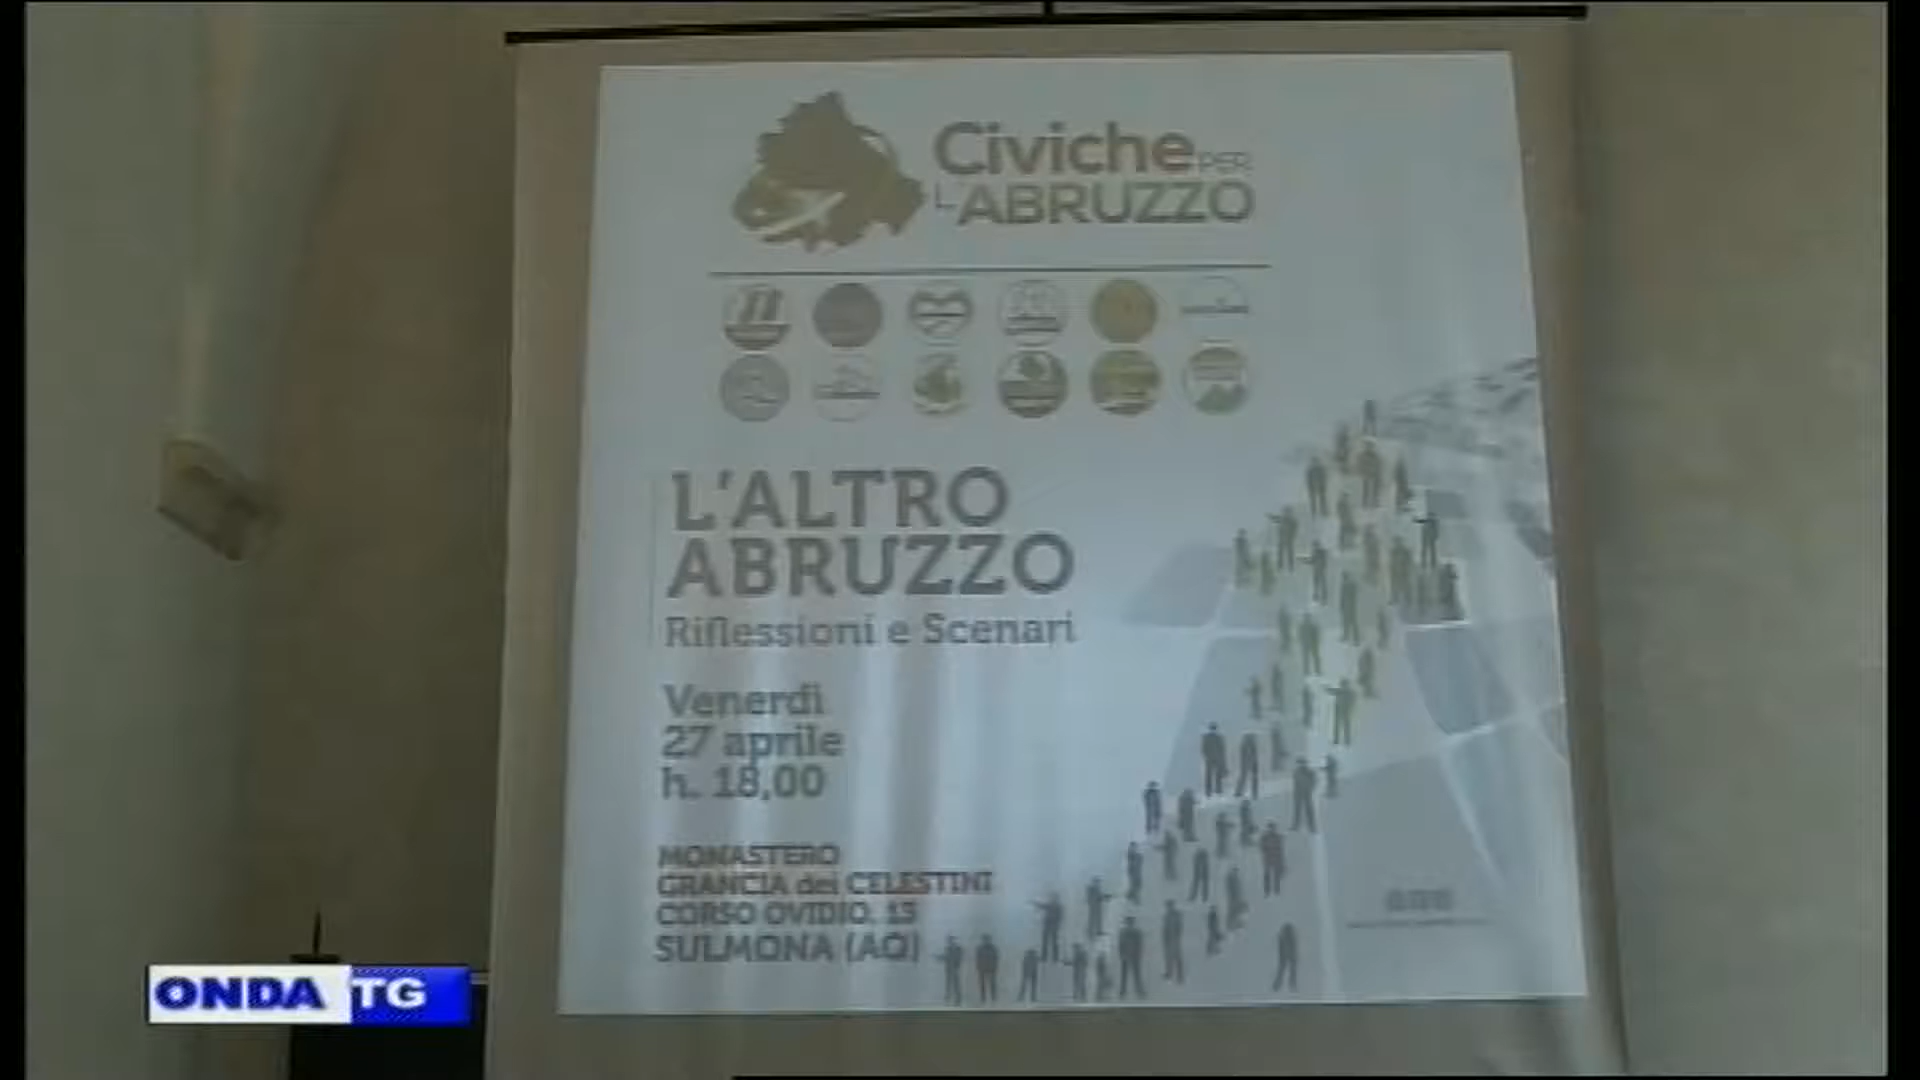 Civiche PER
L'ABRUZZO
L'ALTRO
ABRUZZO
Riflessioni e Scenari
Venerdì
27 aprile
h. 18,00
MONASTERO
GRANCIA dei CELESTINI
CORSO OVIDIO, 13
SULMONA (AQ)
ONDA TG